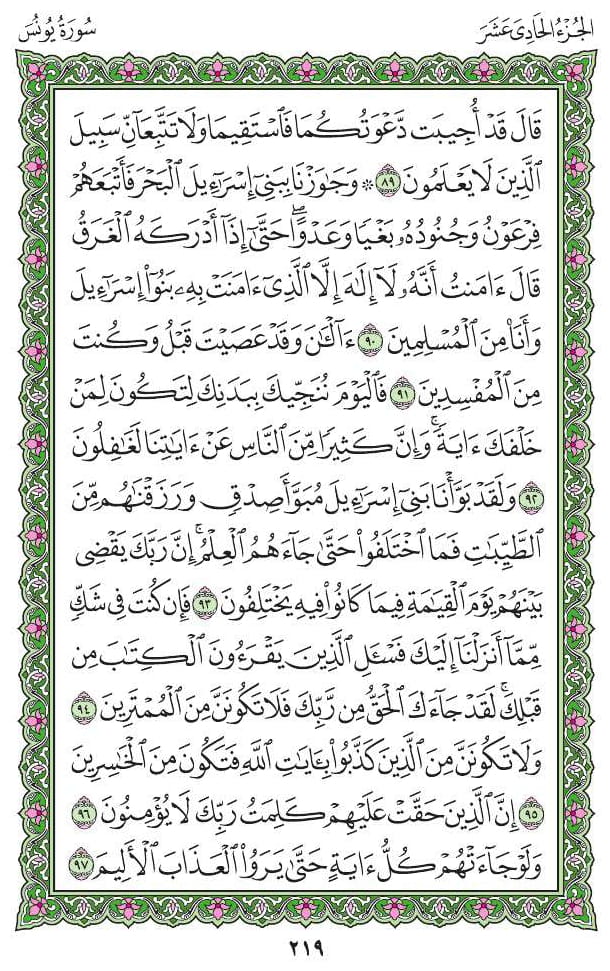 الجُزْءُ الحَادِي عَشَرَ
سُورَةُ يُونُسَ
قَالَ قَدْ أُجِيبَت دَّعْوَتُكُمَا فَٱسْتَقِيمَا وَلَا تَتَّبِعَآنِّ سَبِيلَ
ٱلَّذِينَ لَا يَعْلَمُونَ ٨٩ ۞ وَجَٰوَزْنَا بِبَنِيٓ إِسْرَٰٓءِيلَ ٱلْبَحْرَ فَأَتْبَعَهُمْ
فِرْعَوْنُ وَجُنُودُهُۥ بَغْيًا وَعَدْوًا ۖ حَتَّىٰٓ إِذَآ أَدْرَكَهُ ٱلْغَرَقُ
قَالَ ءَامَنتُ أَنَّهُۥ لَآ إِلَٰهَ إِلَّا ٱلَّذِيٓ ءَامَنَتْ بِهِۦ بَنُوٓا۟ إِسْرَٰٓءِيلَ
وَأَنَا۠ مِنَ ٱلْمُسْلِمِينَ ٩٠ ءَآلْـَٰٔنَ وَقَدْ عَصَيْتَ قَبْلُ وَكُنتَ
مِنَ ٱلْمُفْسِدِينَ ٩١ فَٱلْيَوْمَ نُنَجِّيكَ بِبَدَنِكَ لِتَكُونَ لِمَنْ
خَلْفَكَ ءَايَةً ۚ وَإِنَّ كَثِيرًا مِّنَ ٱلنَّاسِ عَنْ ءَايَٰتِنَا لَغَٰفِلُونَ
٩٢ وَلَقَدْ بَوَّأْنَا بَنِيٓ إِسْرَٰٓءِيلَ مُبَوَّأَ صِدْقٍ وَرَزَقْنَٰهُم مِّنَ
ٱلطَّيِّبَٰتِ فَمَا ٱخْتَلَفُوا۟ حَتَّىٰ جَآءَهُمُ ٱلْعِلْمُ ۚ إِنَّ رَبَّكَ يَقْضِي
بَيْنَهُمْ يَوْمَ ٱلْقِيَٰمَةِ فِيمَا كَانُوا۟ فِيهِ يَخْتَلِفُونَ ٩٣ فَإِن كُنتَ فِي شَكٍّ
مِّمَّآ أَنزَلْنَآ إِلَيْكَ فَسْـَٔلِ ٱلَّذِينَ يَقْرَءُونَ ٱلْكِتَٰبَ مِن
قَبْلِكَ ۚ لَقَدْ جَآءَكَ ٱلْحَقُّ مِن رَّبِّكَ فَلَا تَكُونَنَّ مِنَ ٱلْمُمْتَرِينَ ٩٤
وَلَا تَكُونَنَّ مِنَ ٱلَّذِينَ كَذَّبُوا۟ بِـَٔايَٰتِ ٱللَّهِ فَتَكُونَ مِنَ ٱلْخَٰسِرِينَ
٩٥ إِنَّ ٱلَّذِينَ حَقَّتْ عَلَيْهِمْ كَلِمَتُ رَبِّكَ لَا يُؤْمِنُونَ ٩٦
وَلَوْ جَآءَتْهُمْ كُلُّ ءَايَةٍ حَتَّىٰ يَرَوُا۟ ٱلْعَذَابَ ٱلْأَلِيمَ ٩٧
٢١٩